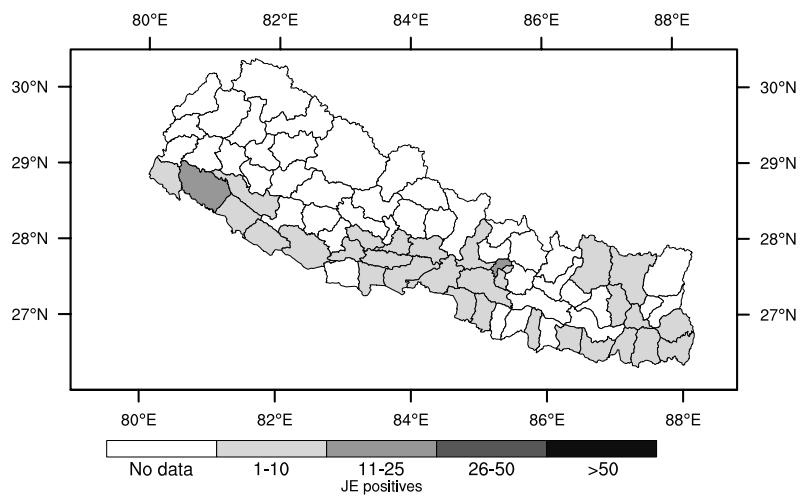 80°E 82°E 84°E 86°E 88°E
30°N 30°N
29°N 29°N
28°N 28°N
27°N 27°N
80°E 82°E 84°E 86°E 88°E
No data 1-10 11-25 26-50 >50
JE positives